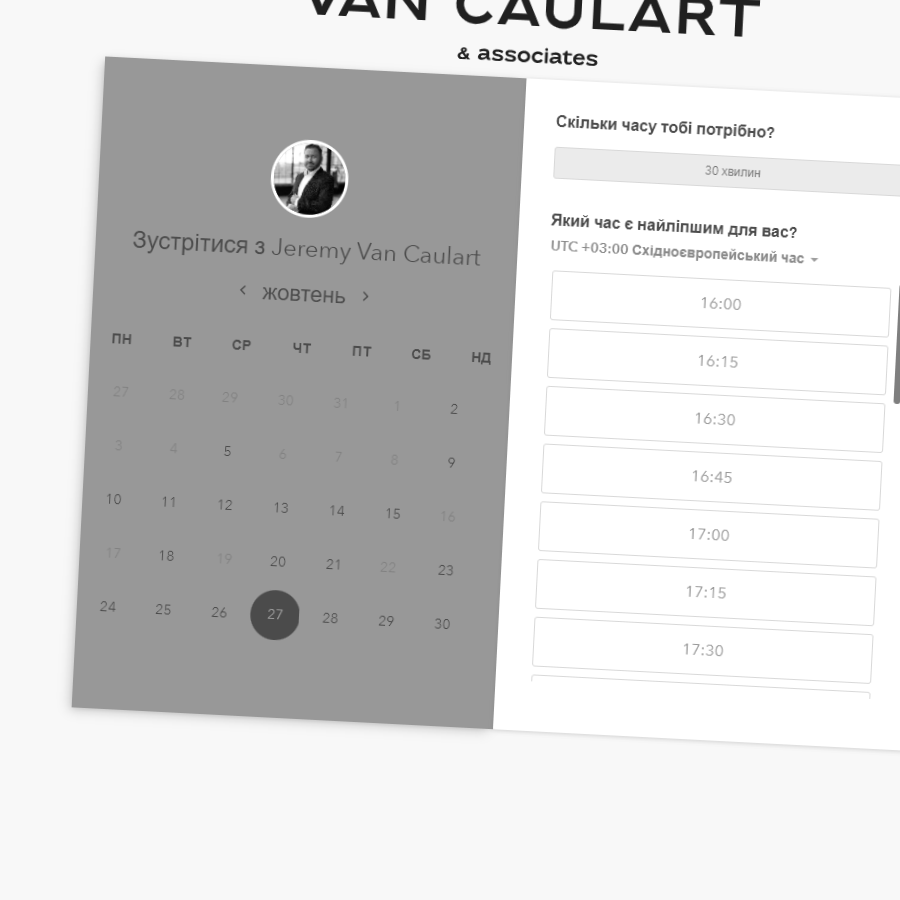 VAN CAULART
& associates
Зустрітися з Jeremy Van Caulart
жовтень
ПН ВТ СР ЧТ ПТ СБ НД
27 28 29 30 31 1 2
3 4 5 6 7 8 9
10 11 12 13 14 15 16
17 18 19 20 21 22 23
24 25 26 27 28 29 30
Скільки часу тобі потрібно?
30 хвилин
Який час є найліпшим для вас?
UTC +03:00 Східноєвропейський час
16:00
16:15
16:30
16:45
17:00
17:15
17:30